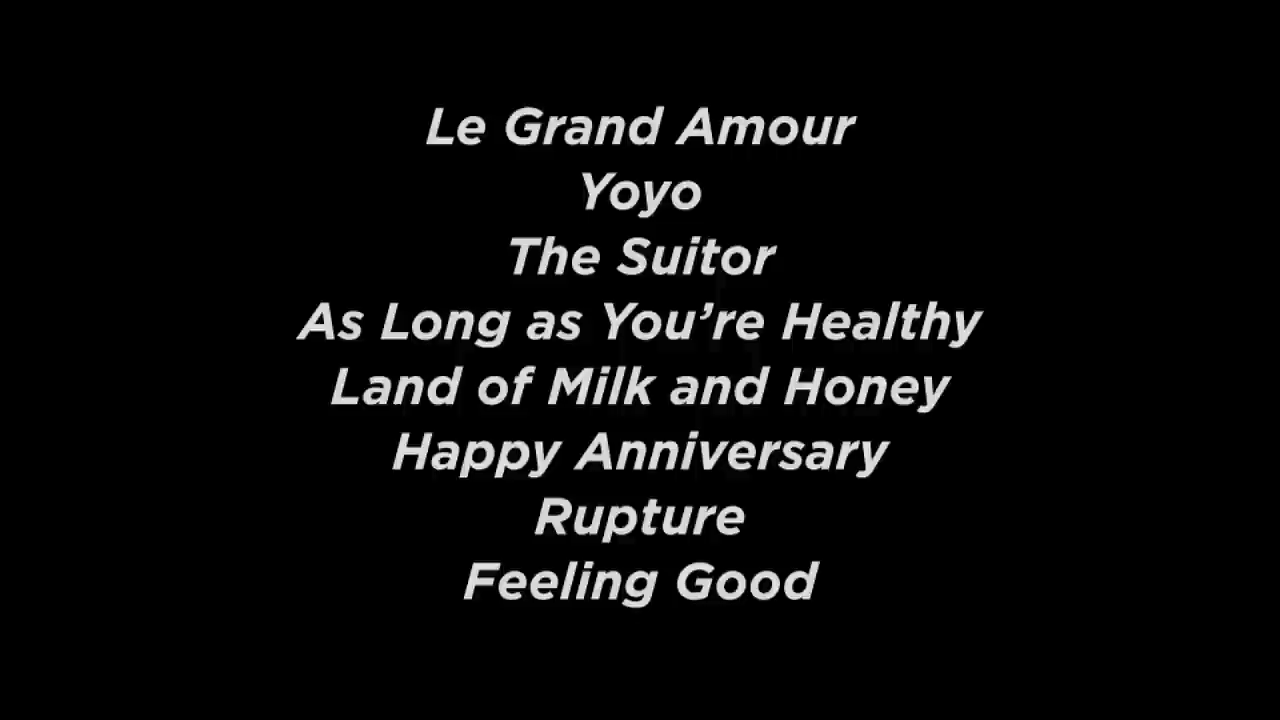 Le Grand Amour
Yoyo
The Suitor
As Long as You’re Healthy
Land of Milk and Honey
Happy Anniversary
Rupture
Feeling Good